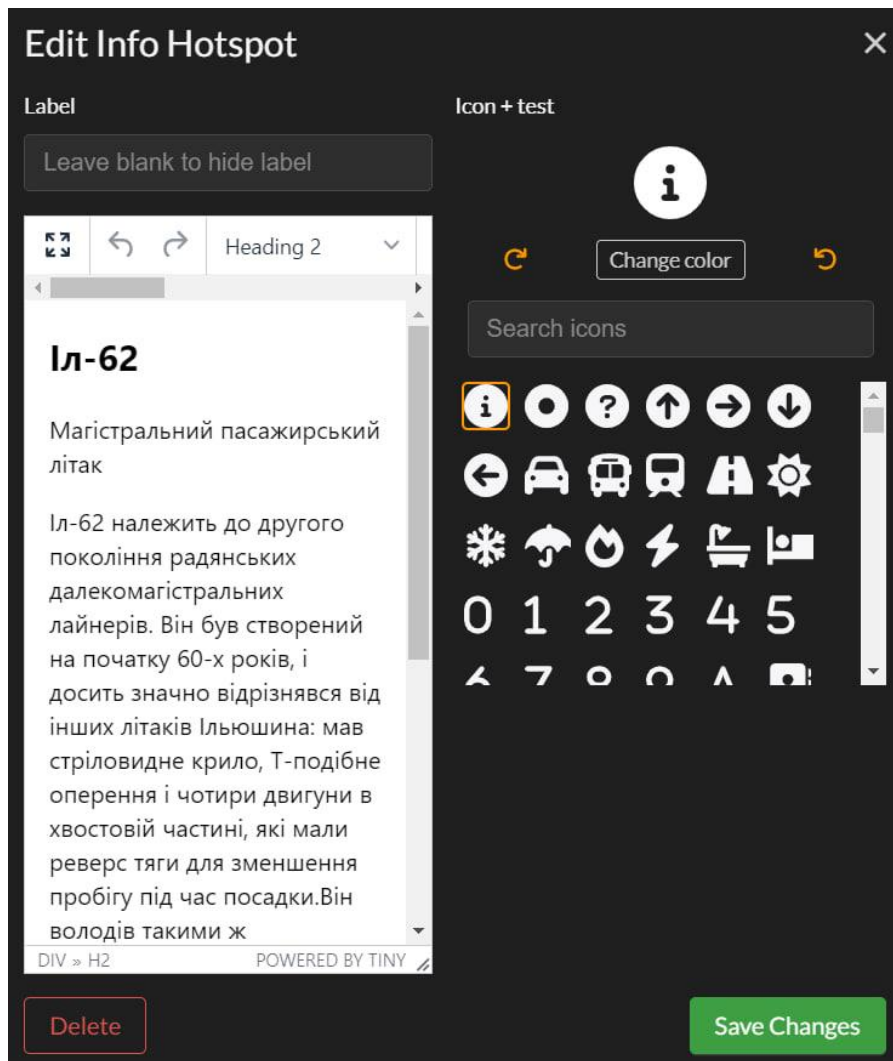 Edit Info Hotspot
Label
Leave blank to hide label
Heading 2
Іл-62
Магістральний пасажирський
літак
Іл-62 належить до другого
покоління радянських
далекомагістральних
лайнерів. Він був створений
на початку 60-х років, і
досить значно відрізнявся від
інших літаків Ільюшина: мав
стріловидне крило, Т-подібне
оперення і чотири двигуни в
хвостовій частині, які мали
реверс тяги для зменшення
пробігу під час посадки.Він
володів такими ж
DIV » H2 POWERED BY TINY
Icon + test
Change color
Search icons
0 1 2 3 4 5
Delete
Save Changes